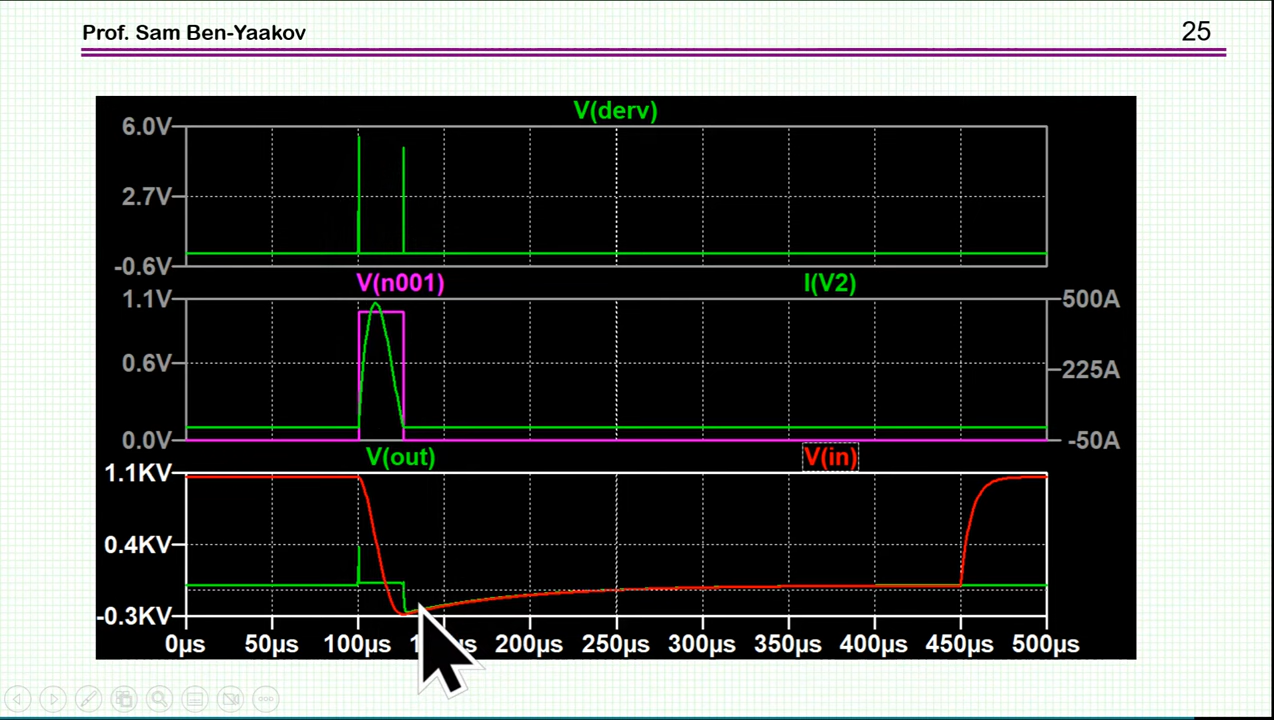 Prof. Sam Ben-Yaakov 25
V(derv)
6.0V
2.7V
-0.6V
V(n001) I(V2)
1.1V 500A
0.6V 225A
0.0V -50A
V(out) V(in)
1.1KV
0.4KV
-0.3KV
0µs 50µs 100µs 200µs 250µs 300µs 350µs 400µs 450µs 500µs